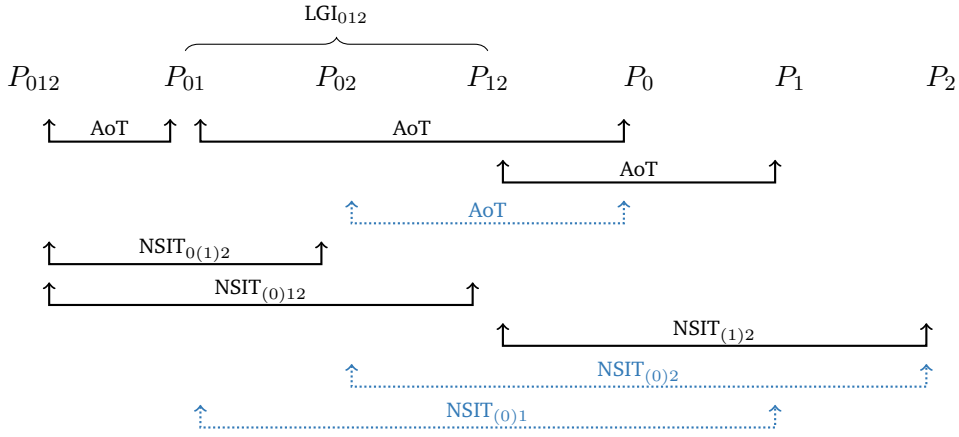 LGI₀₁₂
P₀₁₂ P₀₁ P₀₂ P₁₂ P₀ P₁ P₂
AoT AoT
AoT
AoT
NSIT₀₍₁₎₂
NSIT₍₀₎₁₂
NSIT₍₁₎₂
NSIT₍₀₎₂
NSIT₍₀₎₁